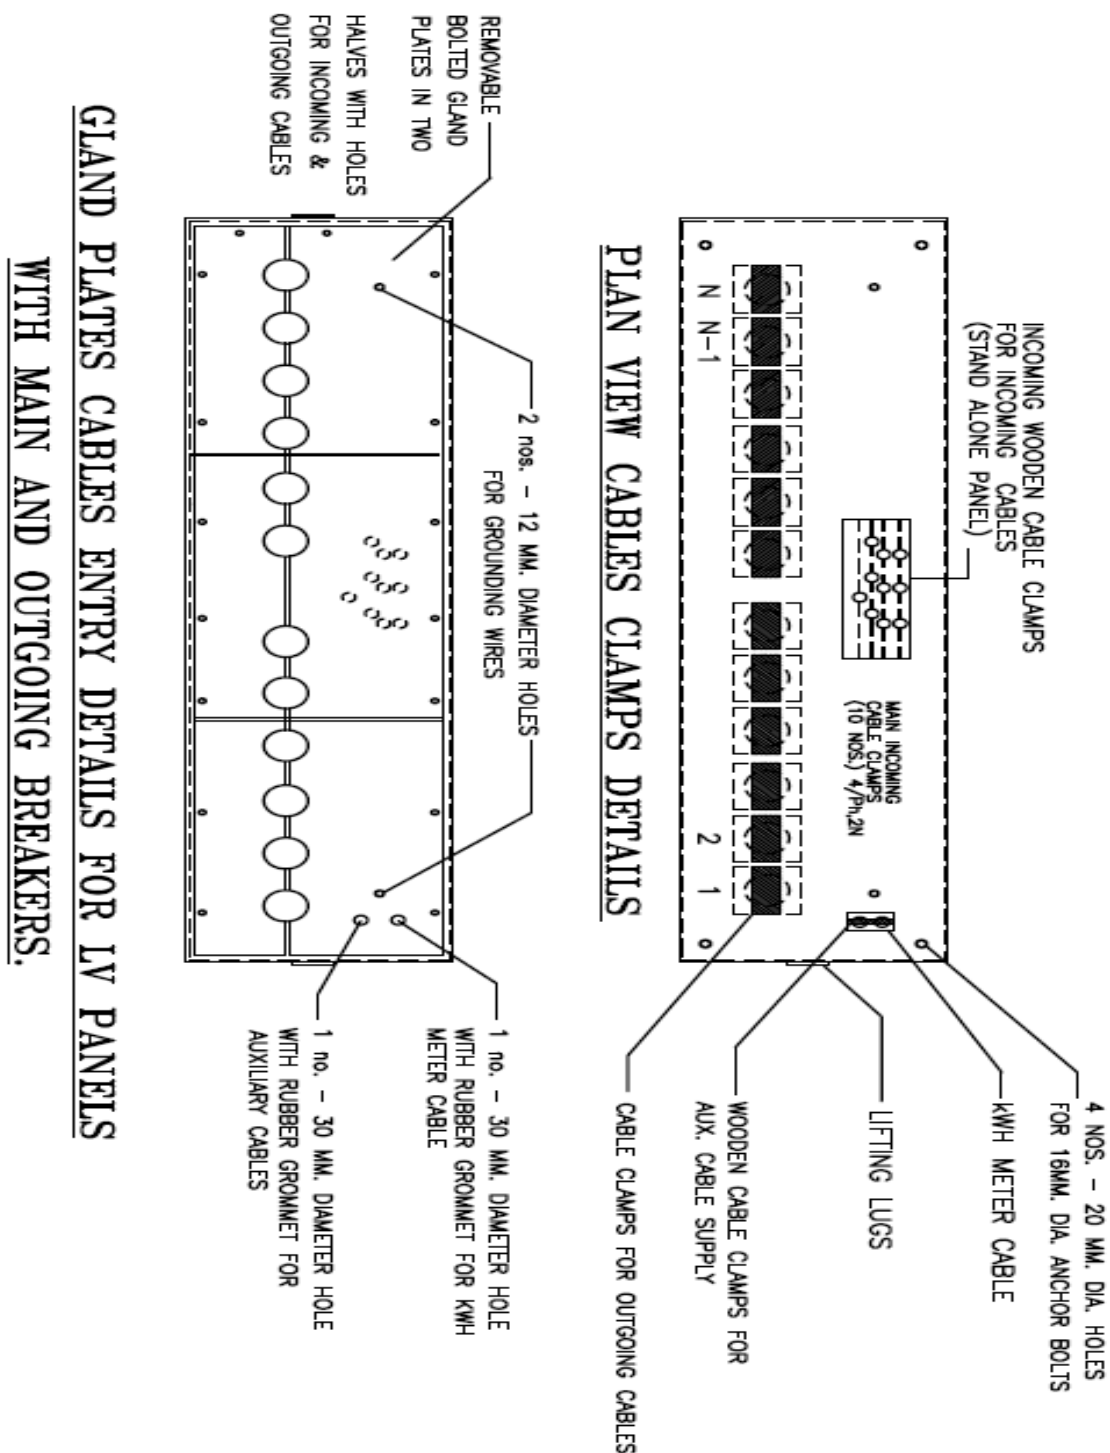 INCOMING WOODEN CABLE CLAMPS
FOR INCOMING CABLES
(STAND ALONE PANEL)
MAIN INCOMING
CABLE CLAMPS
(10 NOS.) 4/Ph,2N
N N-1 2 1
4 NOS. - 20 MM. DIA. HOLES
FOR 16MM. DIA. ANCHOR BOLTS
kWH METER CABLE
LIFTING LUGS
WOODEN CABLE CLAMPS FOR
AUX. CABLE SUPPLY
CABLE CLAMPS FOR OUTGOING CABLES
PLAN VIEW CABLES CLAMPS DETAILS
REMOVABLE
BOLTED GLAND
PLATES IN TWO
HALVES WITH HOLES
FOR INCOMING &
OUTGOING CABLES
2 nos. - 12 MM. DIAMETER HOLES
FOR GROUNDING WIRES
1 no. - 30 MM. DIAMETER HOLE
WITH RUBBER GROMMET FOR KWH
METER CABLE
1 no. - 30 MM. DIAMETER HOLE
WITH RUBBER GROMMET FOR
AUXILIARY CABLES
GLAND PLATES CABLES ENTRY DETAILS FOR LV PANELS
WITH MAIN AND OUTGOING BREAKERS.